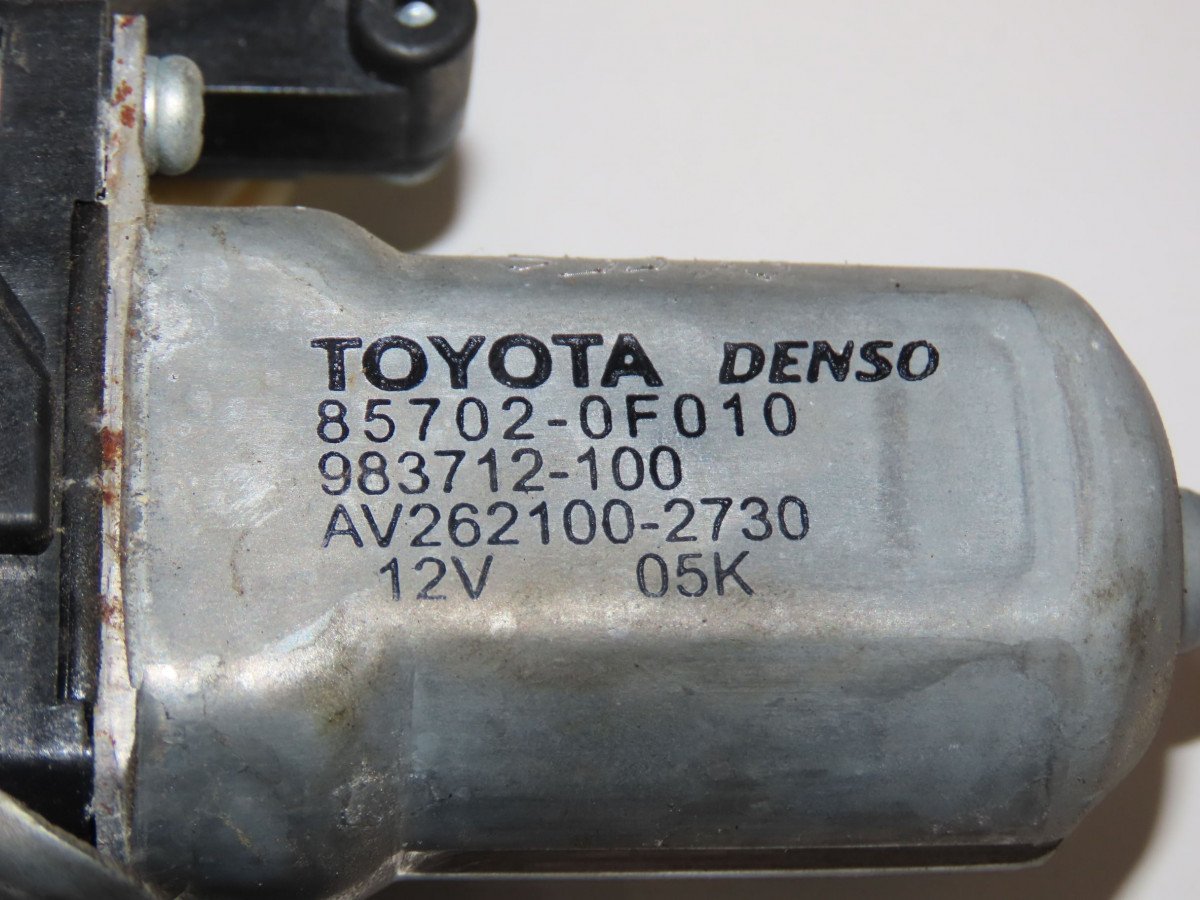 TOYOTA DENSO
85702-0F010
983712-100
AV262100-2730
12V 05K